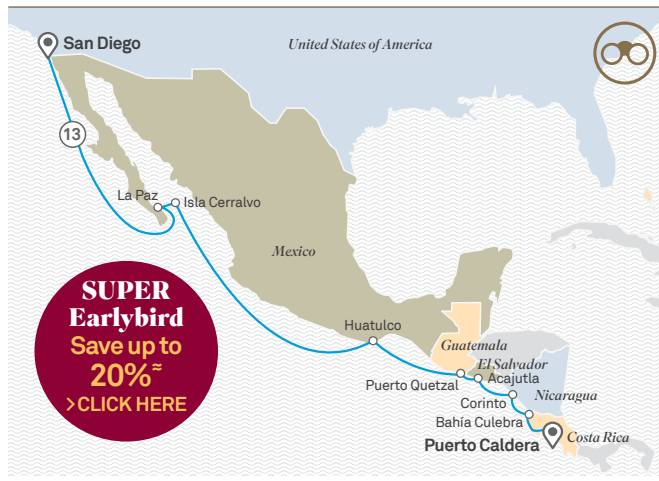 San Diego
United States of America
13
La Paz
Isla Cerralvo
Mexico
SUPER
Earlybird
Save up to
20%≈
>CLICK HERE
Huatulco
Guatemala
El Salvador
Puerto Quetzal
Acajutla
Corinto
Nicaragua
Bahía Culebra
Puerto Caldera
Costa Rica